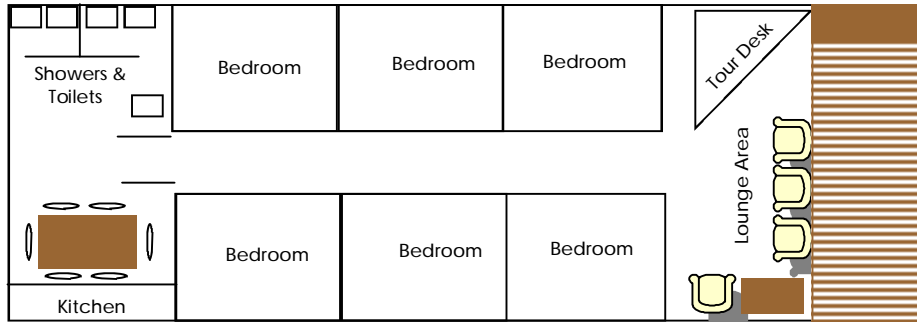 Showers &
Toilets
Bedroom
Bedroom
Bedroom
Tour Desk
Lounge Area
Bedroom
Bedroom
Bedroom
Kitchen